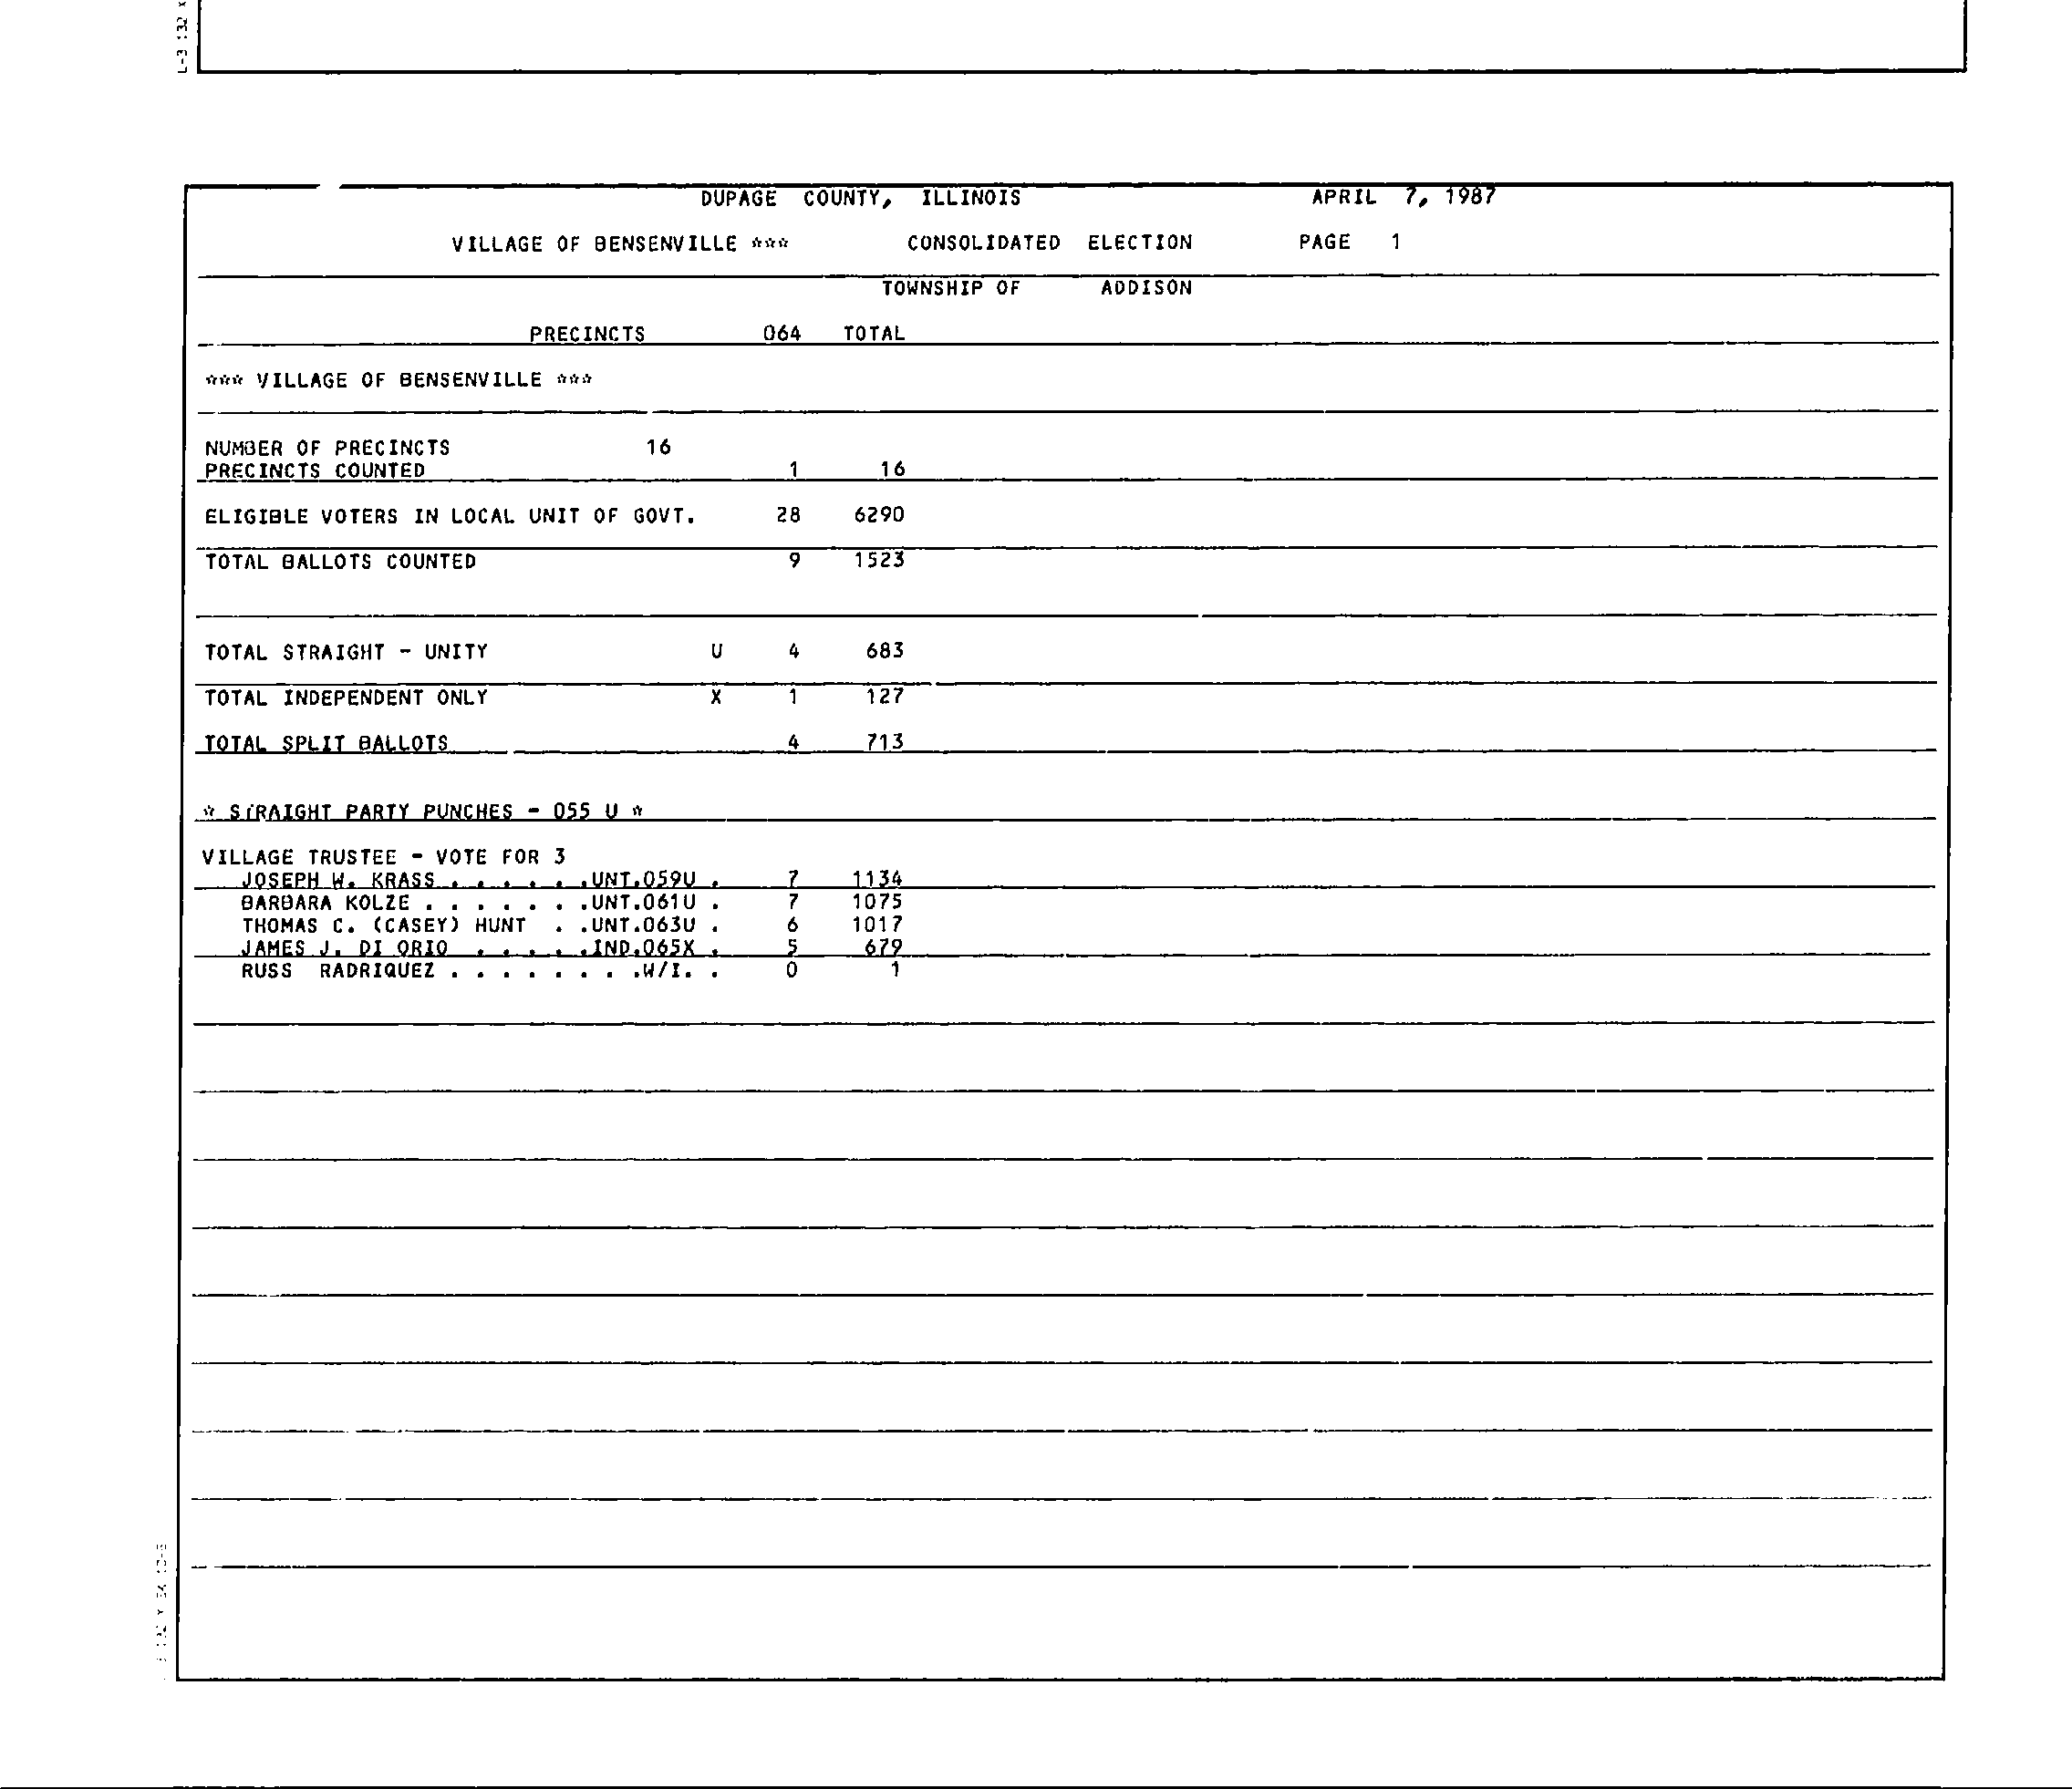 L-3 132 X
DUPAGE COUNTY, ILLINOIS APRIL 7, 1987
VILLAGE OF BENSENVILLE *** CONSOLIDATED ELECTION PAGE 1
TOWNSHIP OF ADDISON
PRECINCTS 064 TOTAL
*** VILLAGE OF BENSENVILLE ***
NUMBER OF PRECINCTS 16
PRECINCTS COUNTED 1 16
ELIGIBLE VOTERS IN LOCAL UNIT OF GOVT. 28 6290
TOTAL BALLOTS COUNTED 9 1523
TOTAL STRAIGHT - UNITY U 4 683
TOTAL INDEPENDENT ONLY X 1 127
TOTAL SPLIT BALLOTS 4 713
* STRAIGHT PARTY PUNCHES - 055 U *
VILLAGE TRUSTEE - VOTE FOR 3
JOSEPH W. KRASS . . . . . .UNT.059U . 7 1134
BARBARA KOLZE . . . . . . .UNT.061U . 7 1075
THOMAS C. (CASEY) HUNT . .UNT.063U . 6 1017
JAMES J. DI ORIO . . . . .IND.065X . 5 679
RUSS RADRIQUEZ . . . . . . . .W/I. . 0 1